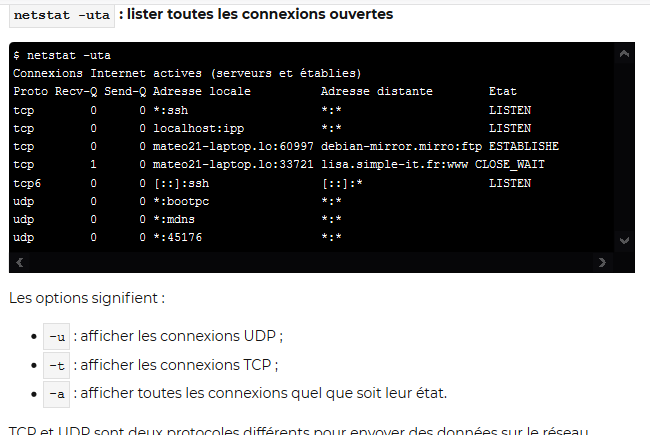 netstat -uta : lister toutes les connexions ouvertes
$ netstat -uta
Connexions Internet actives (serveurs et établies)
Proto Recv-Q Send-Q Adresse locale Adresse distante Etat
tcp 0 0 *:ssh *:* LISTEN
tcp 0 0 localhost:ipp *:* LISTEN
tcp 0 0 mateo21-laptop.lo:60997 debian-mirror.mirro:ftp ESTABLISHE
tcp 1 0 mateo21-laptop.lo:33721 lisa.simple-it.fr:www CLOSE_WAIT
tcp6 0 0 [::]:ssh [::]:* LISTEN
udp 0 0 *:bootpc *:*
udp 0 0 *:mdns *:*
udp 0 0 *:45176 *:*
Les options signifient :
-u : afficher les connexions UDP ;
-t : afficher les connexions TCP ;
-a : afficher toutes les connexions quel que soit leur état.
TCP et UDP sont deux protocoles différents pour envoyer des données sur le réseau